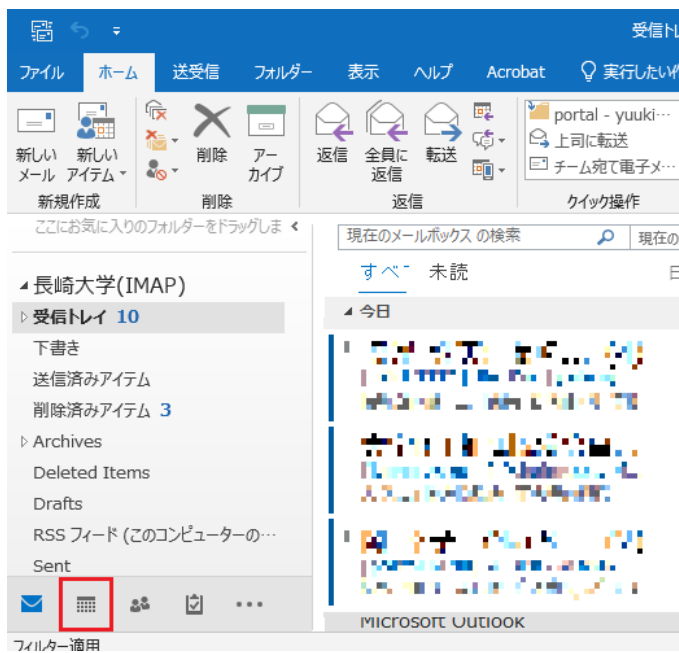 受信トレ
ファイル ホーム 送受信 フォルダー 表示 ヘルプ Acrobat 実行したい作
新しい メール
新しい アイテム
削除
アー カイブ
返信
全員に 返信
転送
portal - yuuki…
上司に転送
チーム宛て電子メ…
新規作成 削除 返信 クイック操作
ここにお気に入りのフォルダーをドラッグしま
現在のメールボックス の検索 現在の
すべ 未読
長崎大学(IMAP)
今日
受信トレイ 10
下書き
送信済みアイテム
削除済みアイテム 3
Archives
Deleted Items
Drafts
RSS フィード (このコンピューターの…
Sent
Microsoft Outlook
フィルター適用